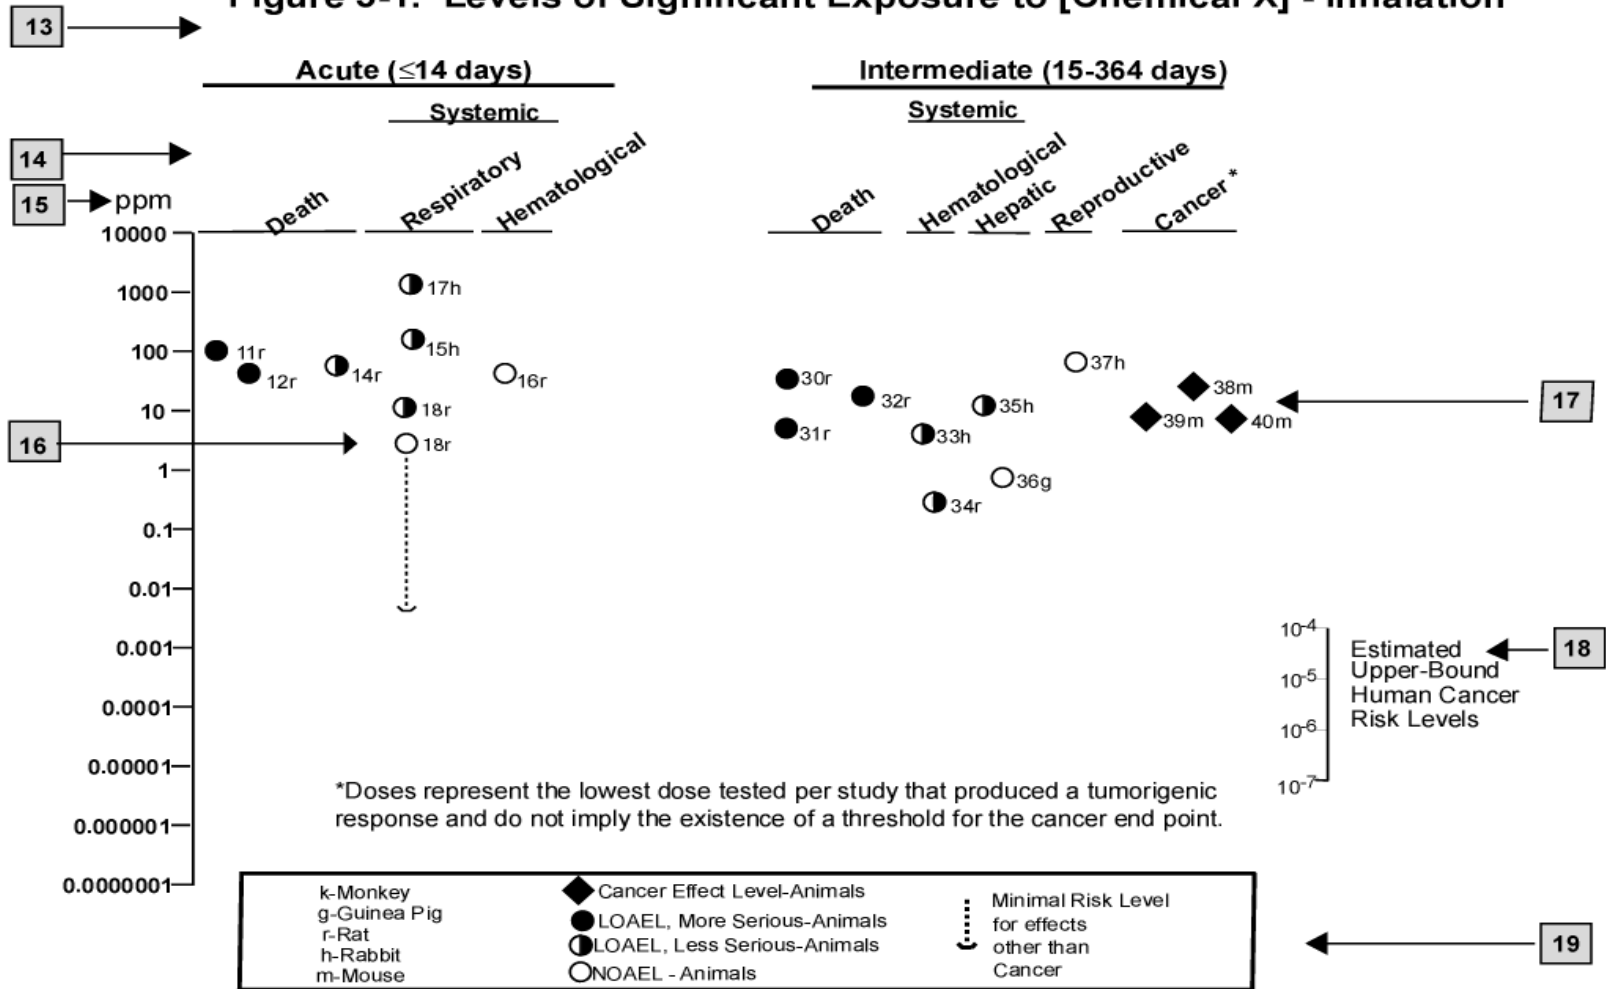 Figure 3-1. Levels of Significant Exposure to [Chemical X] - Inhalation
13
Acute (≤14 days)
Intermediate (15-364 days)
Systemic
Systemic
14
15
ppm
Death
Respiratory
Hematological
Death
Hematological
Hepatic
Reproductive
Cancer *
10000
1000
100
10
1
0.1
0.01
0.001
0.0001
0.00001
0.000001
0.0000001
17h
15h
11r
12r
14r
16r
18r
18r
16
30r
32r
31r
37h
35h
33h
36g
34r
38m
39m
40m
17
10-4
10-5
10-6
10-7
Estimated
Upper-Bound
Human Cancer
Risk Levels
18
*Doses represent the lowest dose tested per study that produced a tumorigenic
response and do not imply the existence of a threshold for the cancer end point.
k-Monkey
g-Guinea Pig
r-Rat
h-Rabbit
m-Mouse
Cancer Effect Level-Animals
LOAEL, More Serious-Animals
LOAEL, Less Serious-Animals
NOAEL - Animals
Minimal Risk Level
for effects
other than
Cancer
19